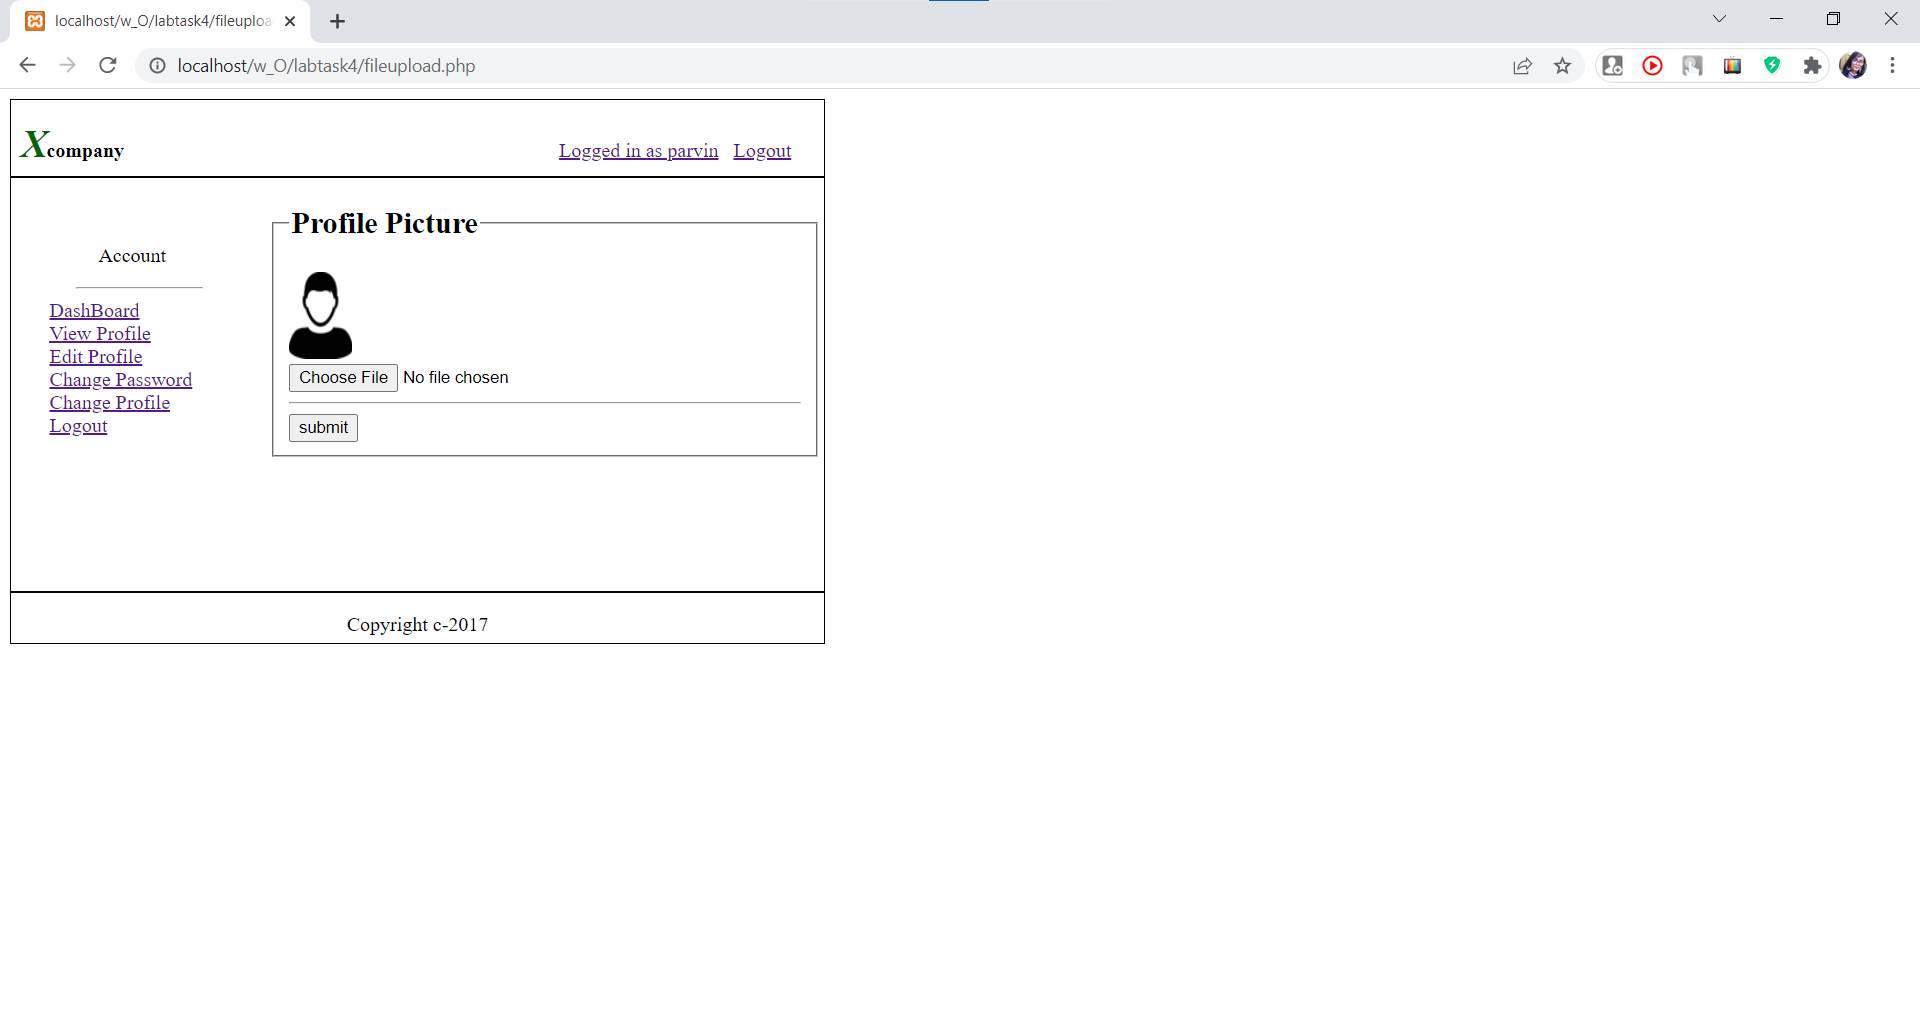 localhost/w_O/labtask4/fileuploa
localhost/w_O/labtask4/fileupload.php
Xcompany
Logged in as parvin Logout
Profile Picture
Account
DashBoard
View Profile
Edit Profile
Change Password
Change Profile
Logout
Choose File No file chosen
submit
Copyright c-2017